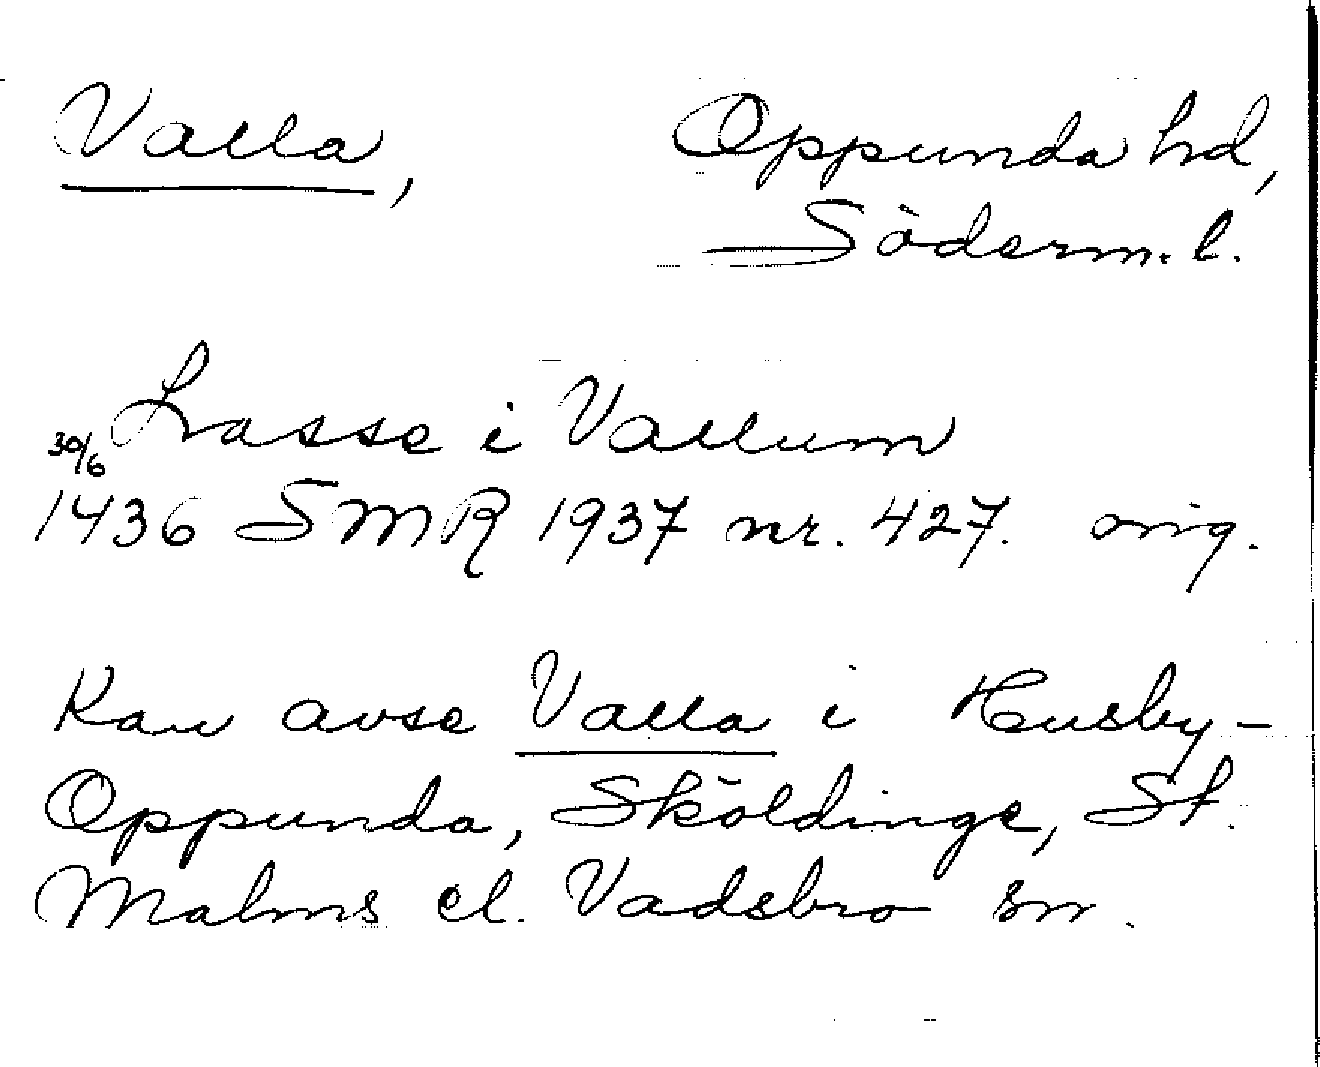 Valla, Oppunda hd,
Söderm. l.
Lasse i Vallum
30/6
1436 SMR 1937 nr. 427. orig.
Kan avse Valla i Husby-
Oppunda, Sköldinge, St.
Malms el. Vadsbro sn.